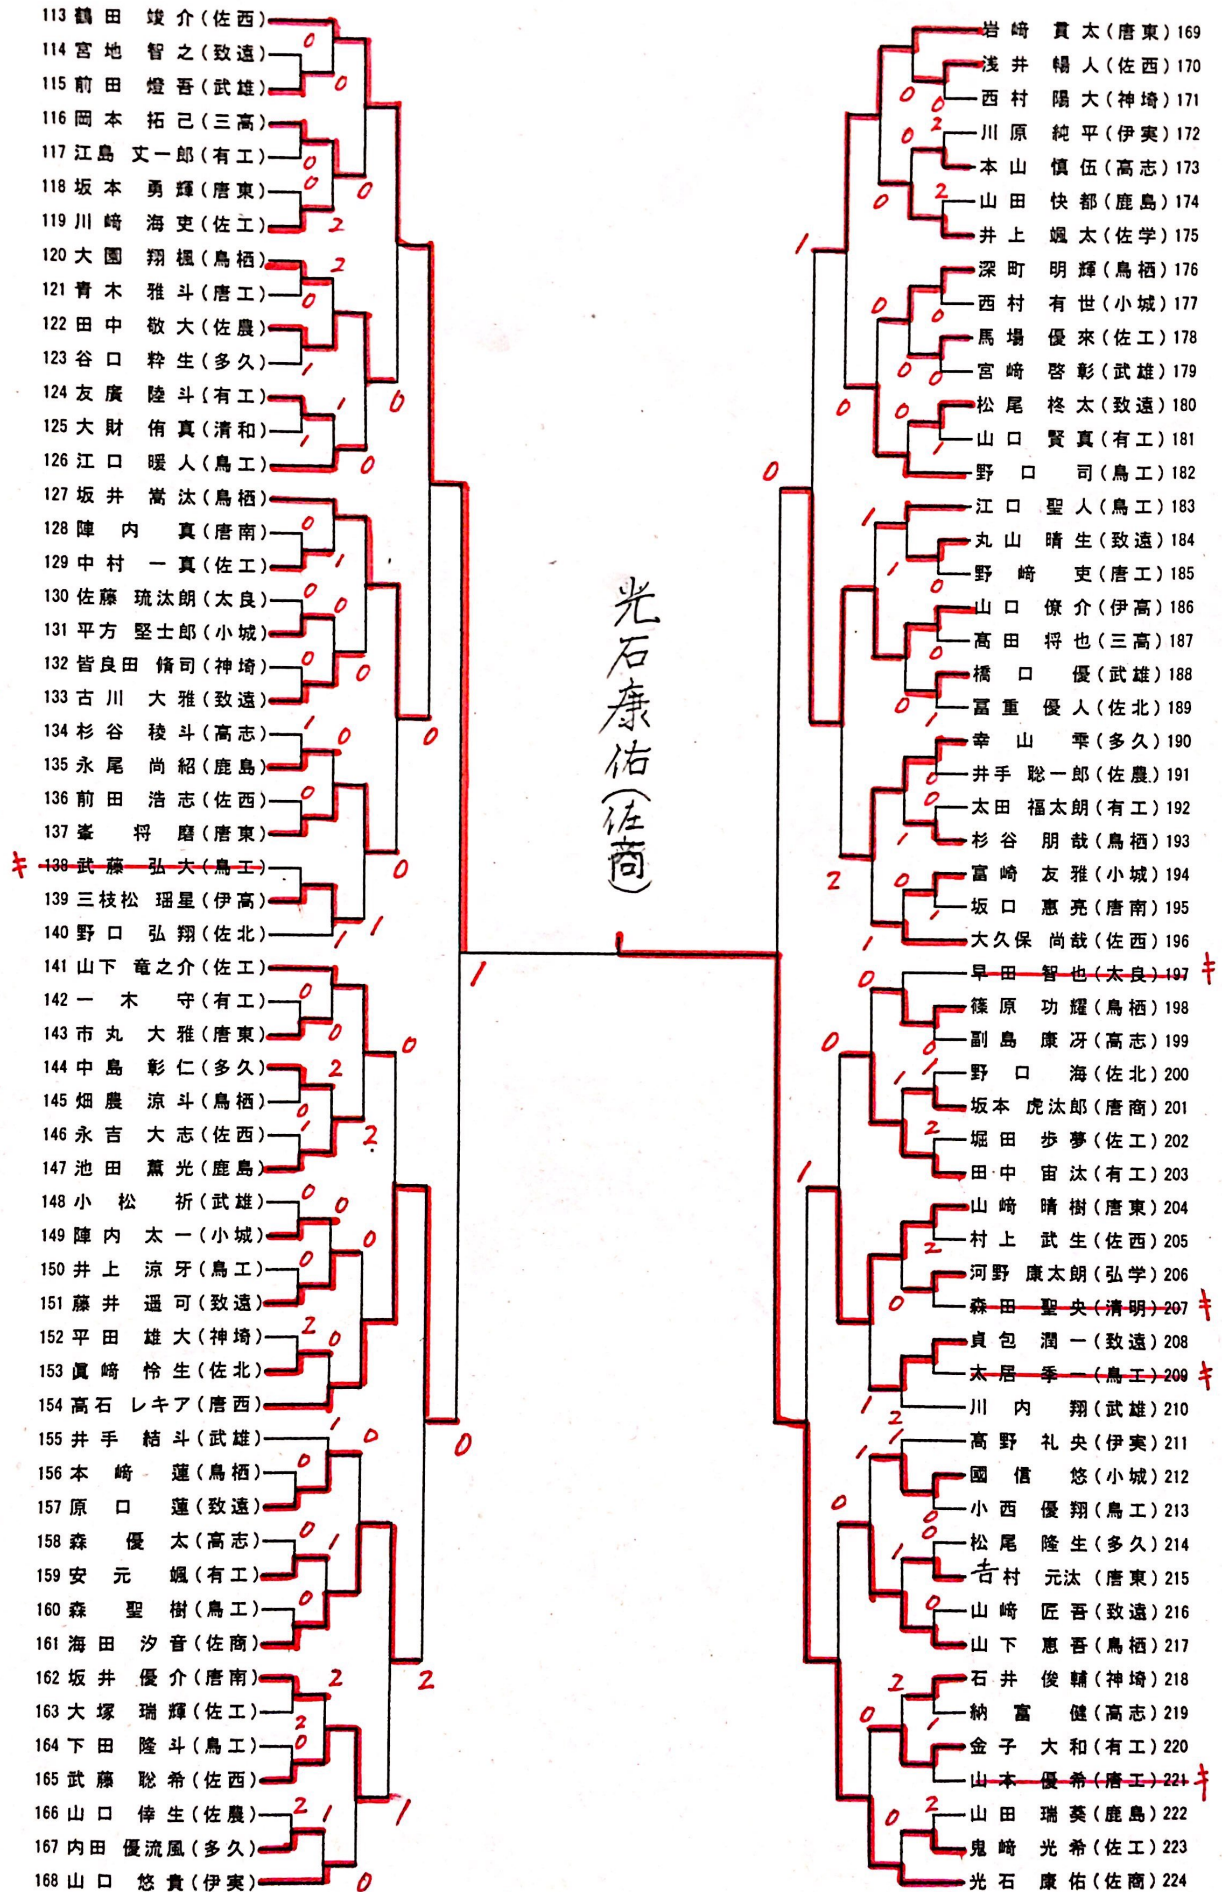 113 鶴田 竣介(佐西)
114 宮地 智之(致遠)
115 前田 燈吾(武雄)
116 岡本 拓己(三高)
117 江島 丈一郎(有工)
118 坂本 勇輝(唐東)
119 川﨑 海吏(佐工)
120 大園 翔楓(鳥栖)
121 青木 雅斗(唐工)
122 田中 敬大(佐農)
123 谷口 粋生(多久)
124 友廣 陸斗(有工)
125 大財 侑真(清和)
126 江口 暖人(鳥工)
127 坂井 嵩汰(鳥栖)
128 陣内 真(唐南)
129 中村 一真(佐工)
130 佐藤 琉汰朗(太良)
131 平方 堅士郎(小城)
132 皆良田 脩司(神埼)
133 古川 大雅(致遠)
134 杉谷 稜斗(高志)
135 永尾 尚紹(鹿島)
136 前田 浩志(佐西)
137 峯 将磨(唐東)
キ 138 武藤 弘大(鳥工)
139 三枝松 瑠星(伊高)
140 野口 弘翔(佐北)
141 山下 竜之介(佐工)
142 一木 守(有工)
143 市丸 大雅(唐東)
144 中島 彰仁(多久)
145 畑農 涼斗(鳥栖)
146 永吉 大志(佐西)
147 池田 薫光(鹿島)
148 小松 祈(武雄)
149 陣内 太一(小城)
150 井上 涼牙(鳥工)
151 藤井 遥可(致遠)
152 平田 雄大(神埼)
153 眞﨑 怜生(佐北)
154 高石 レキア(唐西)
155 井手 結斗(武雄)
156 本﨑 蓮(鳥栖)
157 原口 蓮(致遠)
158 森 優太(高志)
159 安元 颯(有工)
160 森 聖樹(鳥工)
161 海田 汐音(佐商)
162 坂井 優介(唐南)
163 大塚 瑞輝(佐工)
164 下田 隆斗(鳥工)
165 武藤 聡希(佐西)
166 山口 倖生(佐農)
167 内田 優流風(多久)
168 山口 悠貴(伊実)
光石康佑(佐商)
岩﨑 貫太(唐東)169
浅井 暢人(佐西)170
西村 陽大(神埼)171
川原 純平(伊実)172
本山 慎伍(高志)173
山田 快都(鹿島)174
井上 颯太(佐学)175
深町 明輝(鳥栖)176
西村 有世(小城)177
馬場 優來(佐工)178
宮﨑 啓彰(武雄)179
松尾 柊太(致遠)180
山口 賢真(有工)181
野口 司(鳥工)182
江口 聖人(鳥工)183
丸山 晴生(致遠)184
野﨑 吏(唐工)185
山口 僚介(伊高)186
髙田 将也(三高)187
橋口 優(武雄)188
冨重 優人(佐北)189
幸山 雫(多久)190
井手 聡一郎(佐農)191
太田 福太朗(有工)192
杉谷 朋哉(鳥栖)193
富崎 友雅(小城)194
坂口 恵亮(唐南)195
大久保 尚哉(佐西)196
早田 智也(太良)197 キ
篠原 功耀(鳥栖)198
副島 康冴(高志)199
野口 海(佐北)200
坂本 虎汰郎(唐商)201
堀田 歩夢(佐工)202
田中 宙汰(有工)203
山﨑 晴樹(唐東)204
村上 武生(佐西)205
河野 康太朗(弘学)206
森田 聖央(清明)207 キ
貞包 潤一(致遠)208
太居 季一(鳥工)209 キ
川内 翔(武雄)210
髙野 礼央(伊実)211
國信 悠(小城)212
小西 優翔(鳥工)213
松尾 隆生(多久)214
吉村 元汰(唐東)215
山﨑 匠吾(致遠)216
山下 恵吾(鳥栖)217
石井 俊輔(神埼)218
納富 健(高志)219
金子 大和(有工)220
山本 優希(唐工)221 キ
山田 瑞葵(鹿島)222
鬼﨑 光希(佐工)223
光石 康佑(佐商)224